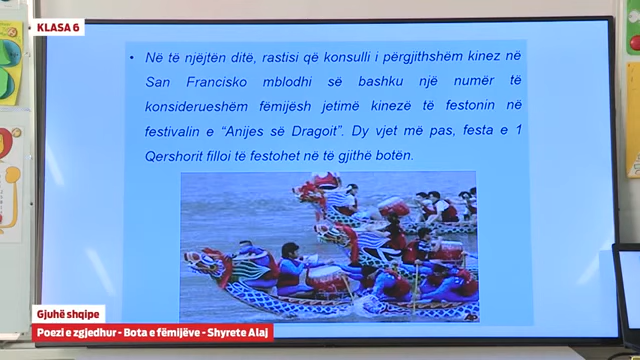 KLASA 6
• Në të njëjtën ditë, rastisi që konsulli i përgjithshëm kinez në
San Francisko mblodhi së bashku një numër të
konsiderueshëm fëmijësh jetimë kinezë të festonin në
festivalin e “Anijes së Dragoit”. Dy vjet më pas, festa e 1
Qershorit filloi të festohet në të gjithë botën.
Gjuhë shqipe
Poezi e zgjedhur - Bota e fëmijëve - Shyrete Alaj